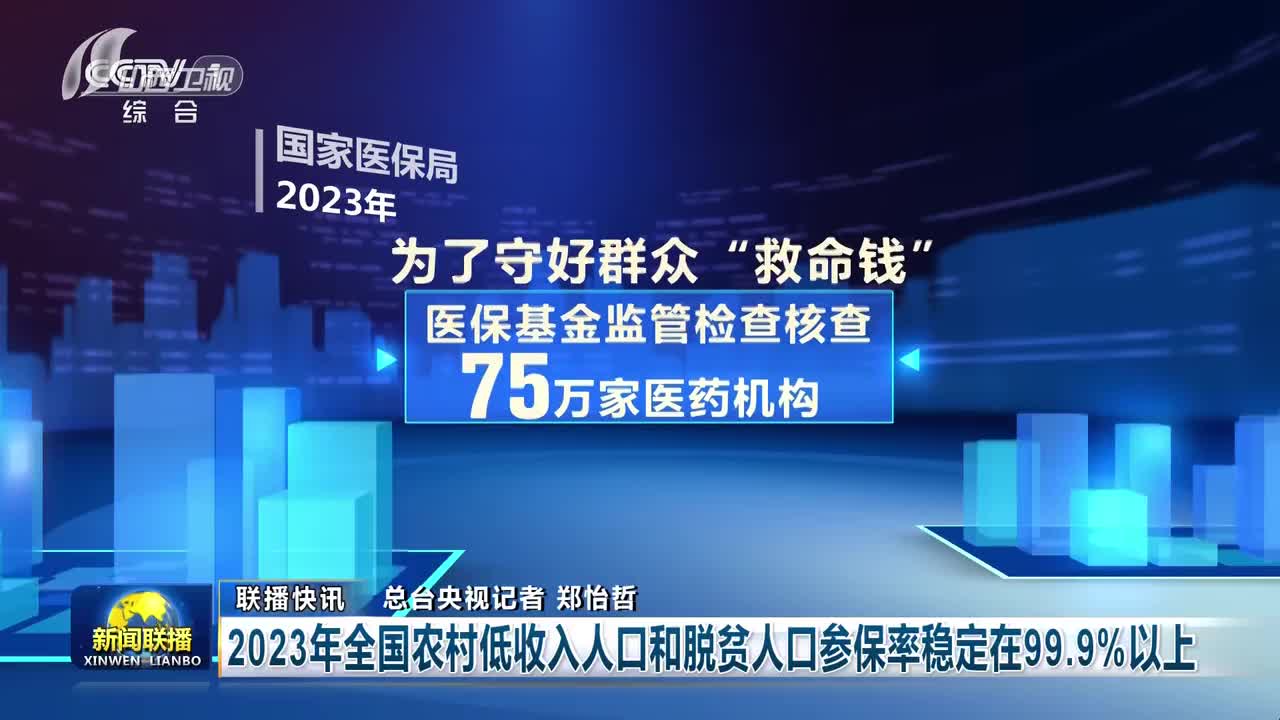 CCTV 1
山西卫视
综合
国家医保局
2023年
为了守好群众“救命钱”
医保基金监管检查核查
75万家医药机构
联播快讯 总台央视记者 郑怡哲
新闻联播
XINWEN LIANBO
2023年全国农村低收入人口和脱贫人口参保率稳定在99.9%以上